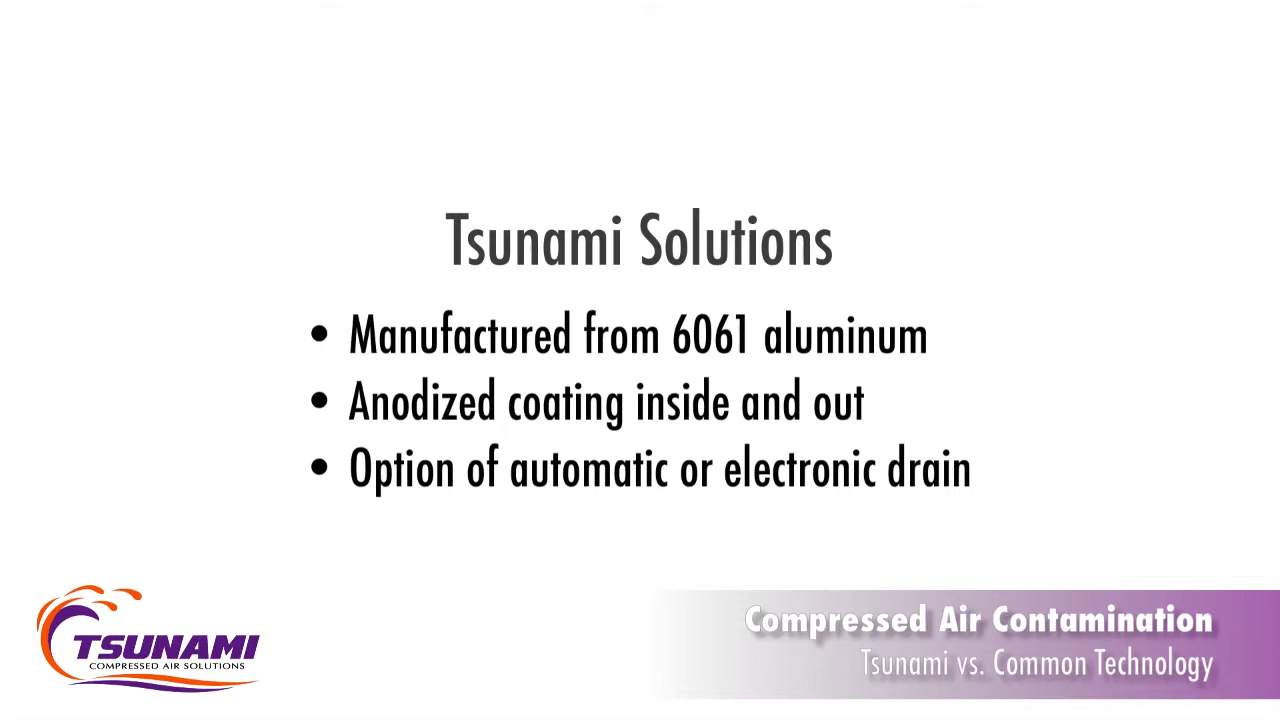 Tsunami Solutions
• Manufactured from 6061 aluminum
• Anodized coating inside and out
• Option of automatic or electronic drain
TSUNAMI
COMPRESSED AIR SOLUTIONS
Compressed Air Contamination
Tsunami vs. Common Technology